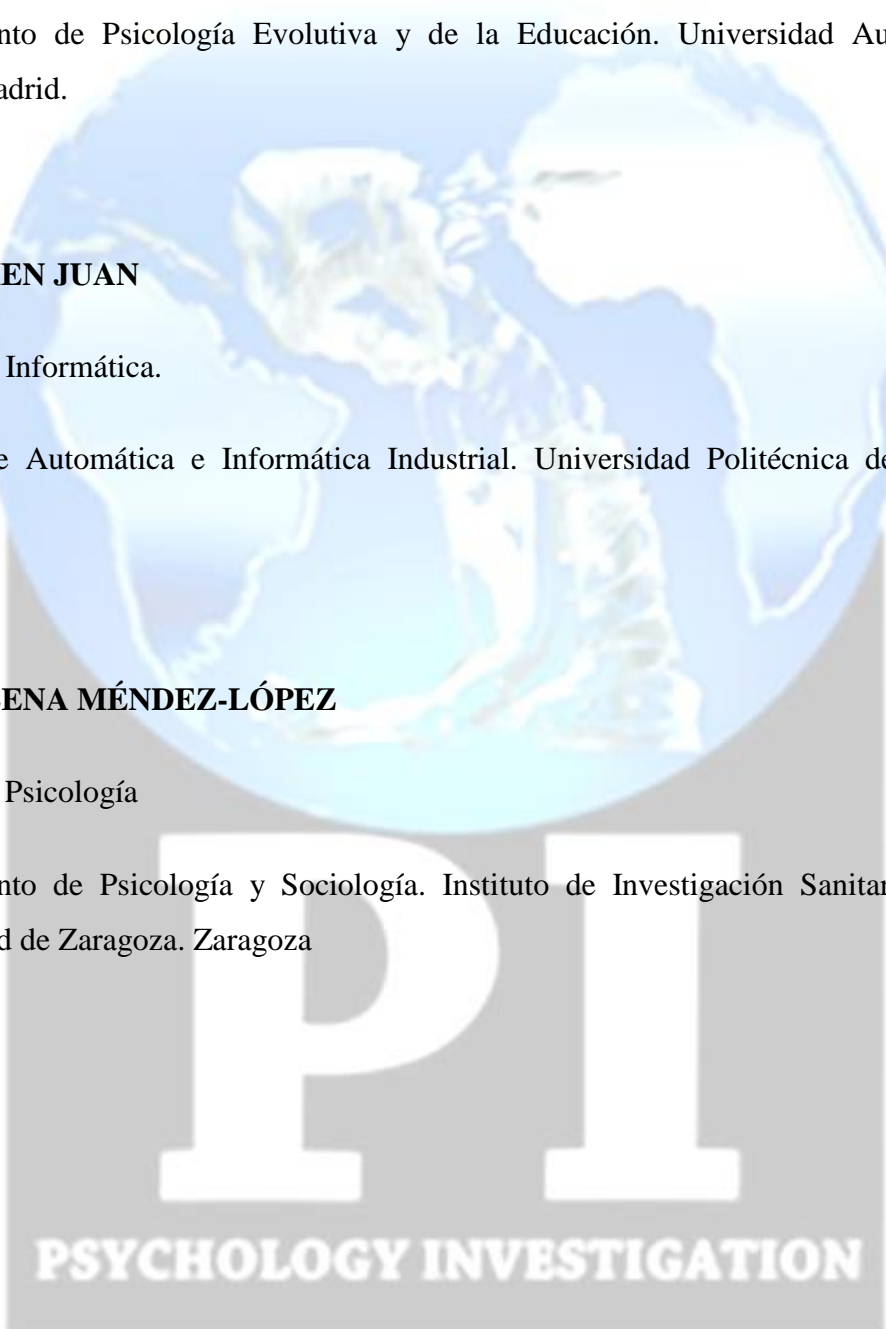 nto de Psicología Evolutiva y de la Educación. Universidad Au
adrid.
EN JUAN
Informática.
e Automática e Informática Industrial. Universidad Politécnica de
ENA MÉNDEZ-LÓPEZ
Psicología
nto de Psicología y Sociología. Instituto de Investigación Sanitar
d de Zaragoza. Zaragoza
PI
PSYCHOLOGY INVESTIGATION